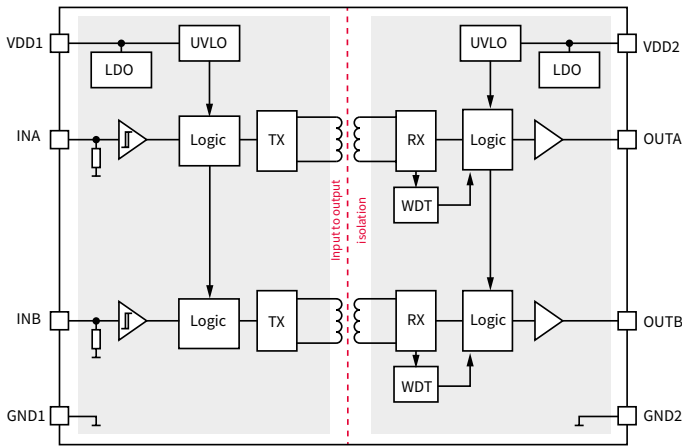 VDD1
UVLO
LDO
UVLO
VDD2
LDO
INA
Logic
TX
RX
Logic
OUTA
WDT
Input to output
isolation
INB
Logic
TX
RX
Logic
OUTB
WDT
GND1
GND2